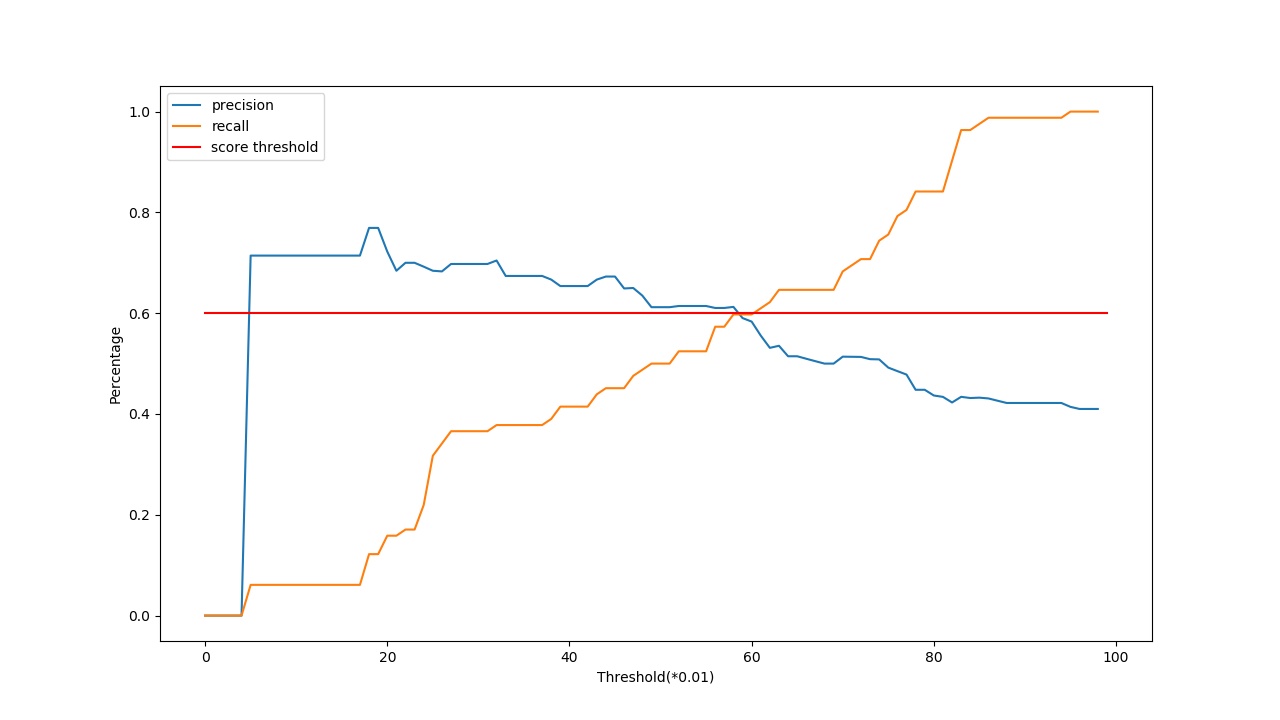 precision
recall
score threshold
1.0
0.8
0.6
0.4
0.2
0.0
Percentage
0 20 40 60 80 100
Threshold(*0.01)